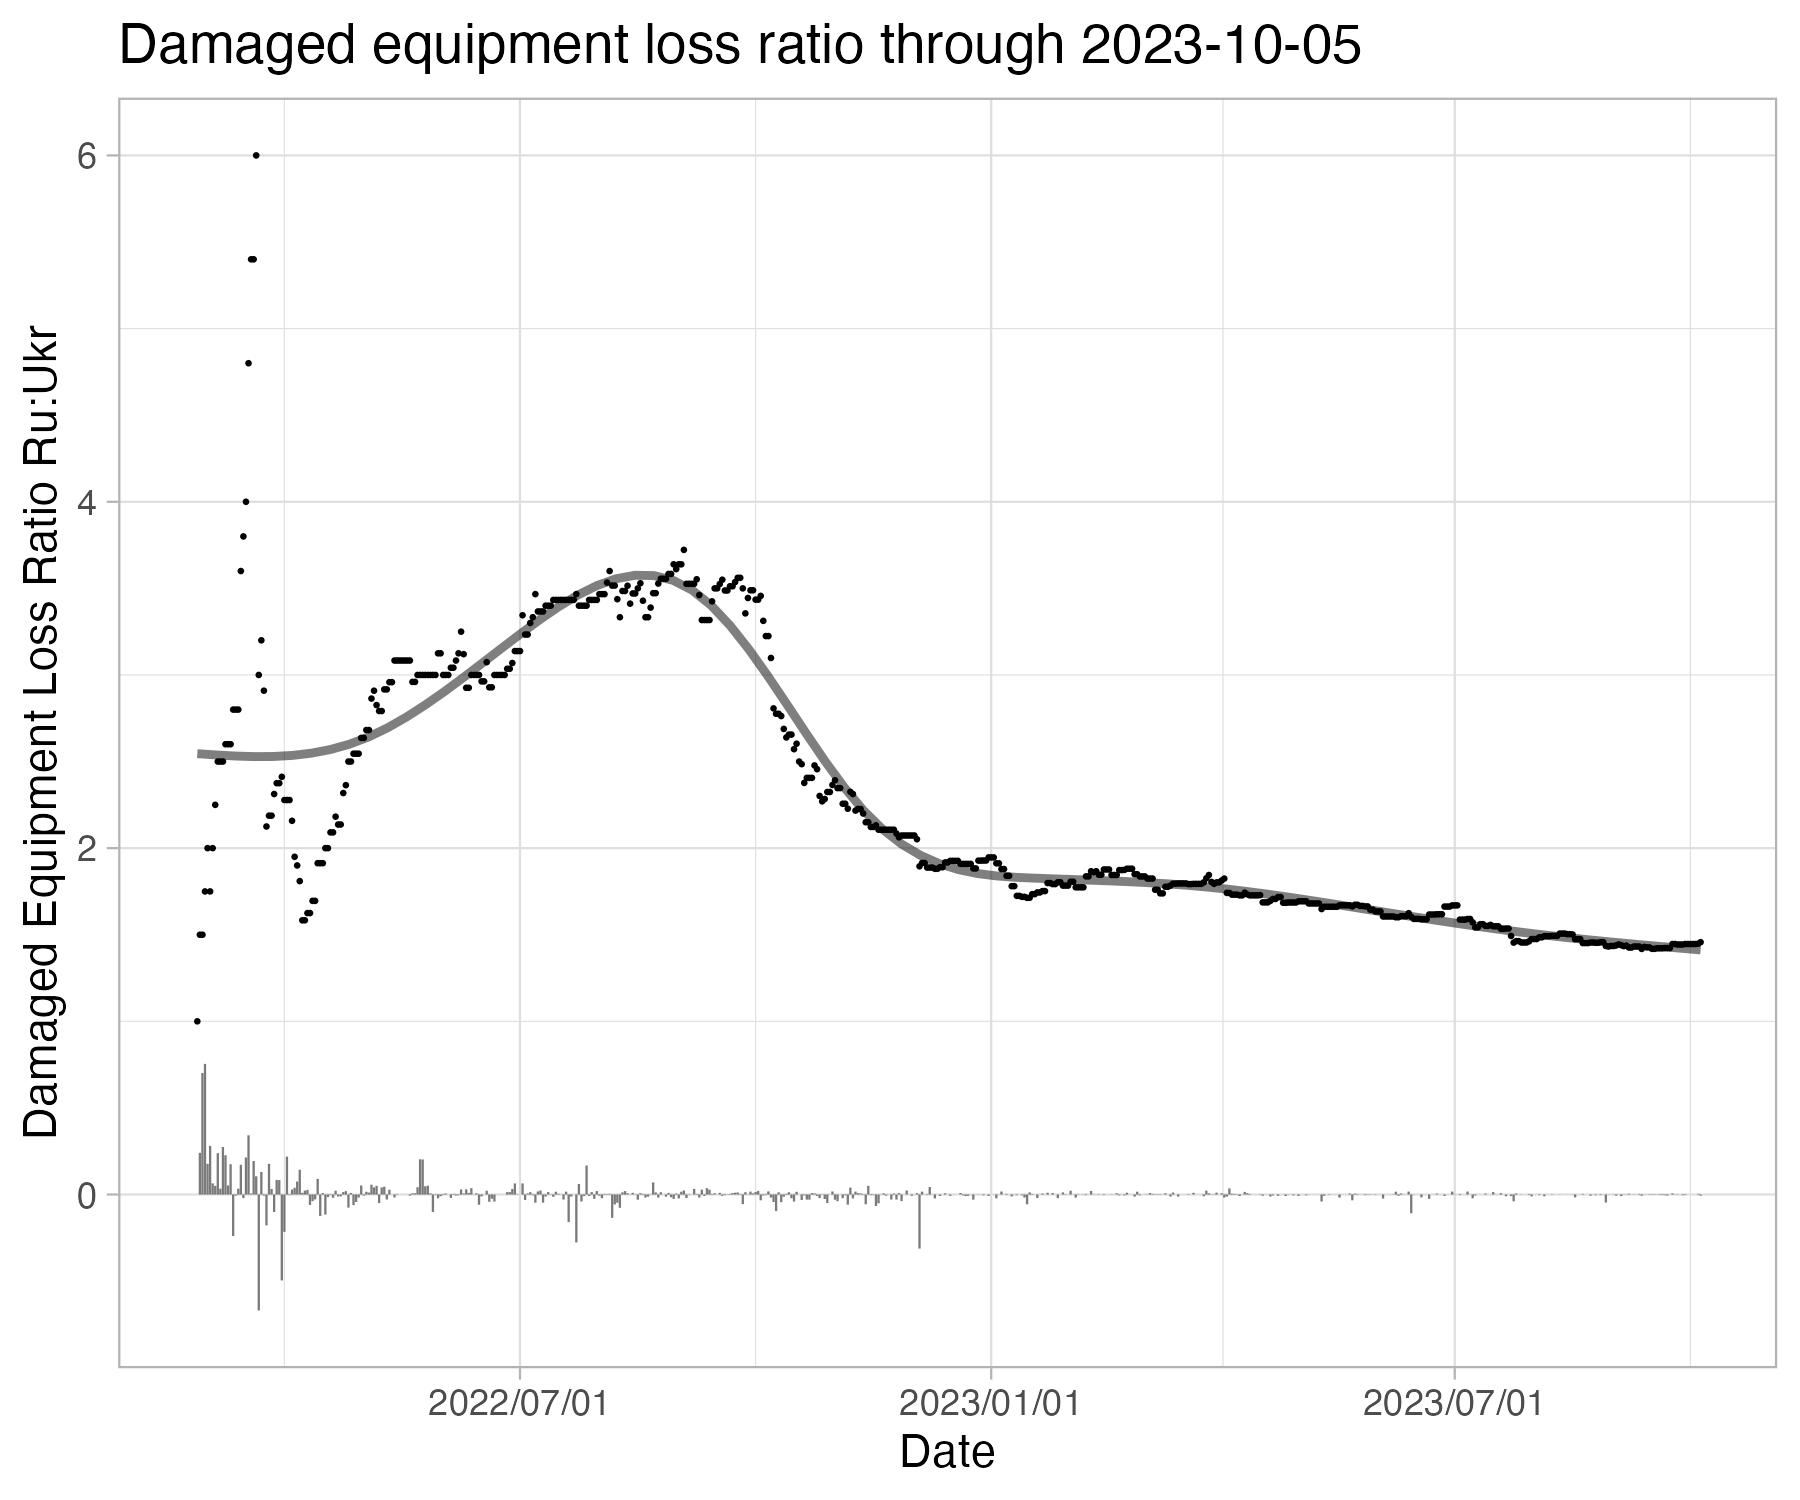 Damaged equipment loss ratio through 2023-10-05
Damaged Equipment Loss Ratio Ru:Ukr
6
4
2
0
2022/07/01
2023/01/01
2023/07/01
Date